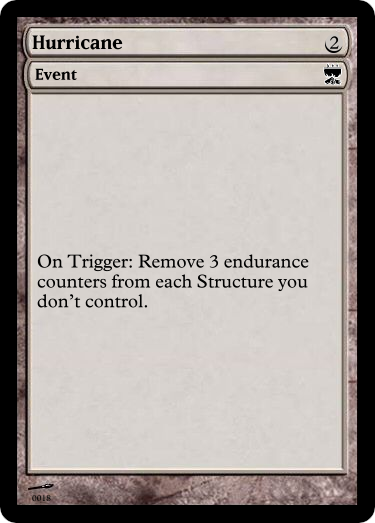 Hurricane 2
Event
On Trigger: Remove 3 endurance
counters from each Structure you
don't control.
0018